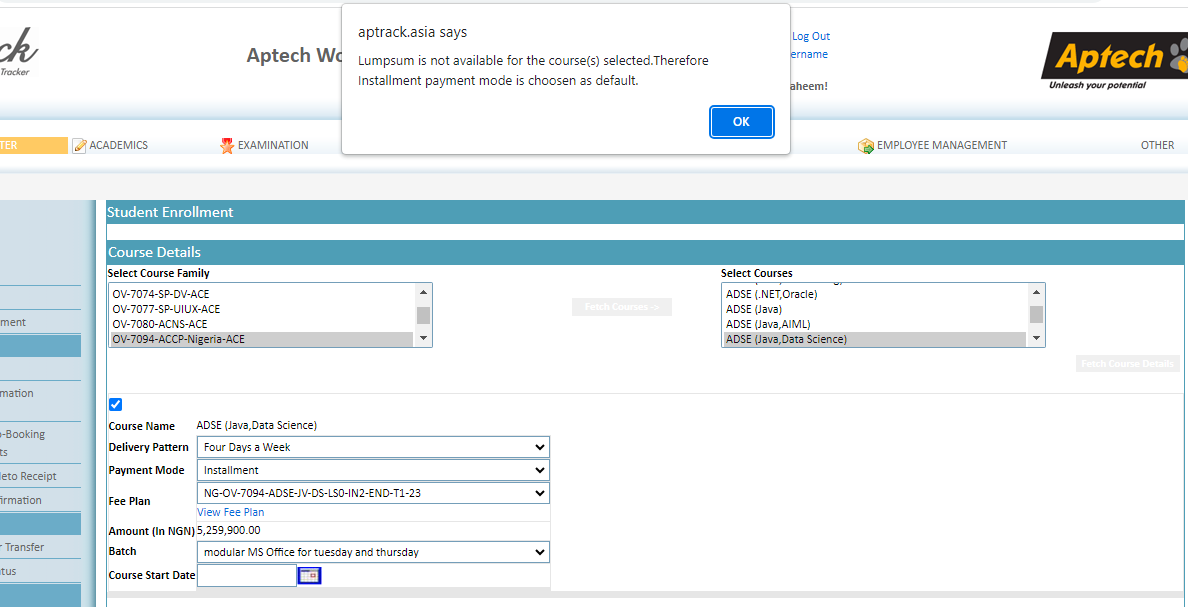 aptrack.asia says
Lumpsum is not available for the course(s) selected.Therefore
Installment payment mode is choosen as default.
OK
ck
Tracker
Aptech Wo
Log Out
ername
aheem!
Aptech
Unleash your potential
TER
ACADEMICS
EXAMINATION
EMPLOYEE MANAGEMENT
OTHER
ment
mation
o-Booking
ts
leto Receipt
firmation
r Transfer
atus
Student Enrollment
Course Details
Select Course Family
OV-7074-SP-DV-ACE
OV-7077-SP-UIUX-ACE
OV-7080-ACNS-ACE
OV-7094-ACCP-Nigeria-ACE
Fetch Courses ->
Select Courses
ADSE (.NET,Oracle)
ADSE (Java)
ADSE (Java,AIML)
ADSE (Java,Data Science)
Fetch Course Details
Course Name ADSE (Java,Data Science)
Delivery Pattern Four Days a Week
Payment Mode Installment
Fee Plan NG-OV-7094-ADSE-JV-DS-LS0-IN2-END-T1-23
View Fee Plan
Amount (In NGN) 5,259,900.00
Batch modular MS Office for tuesday and thursday
Course Start Date